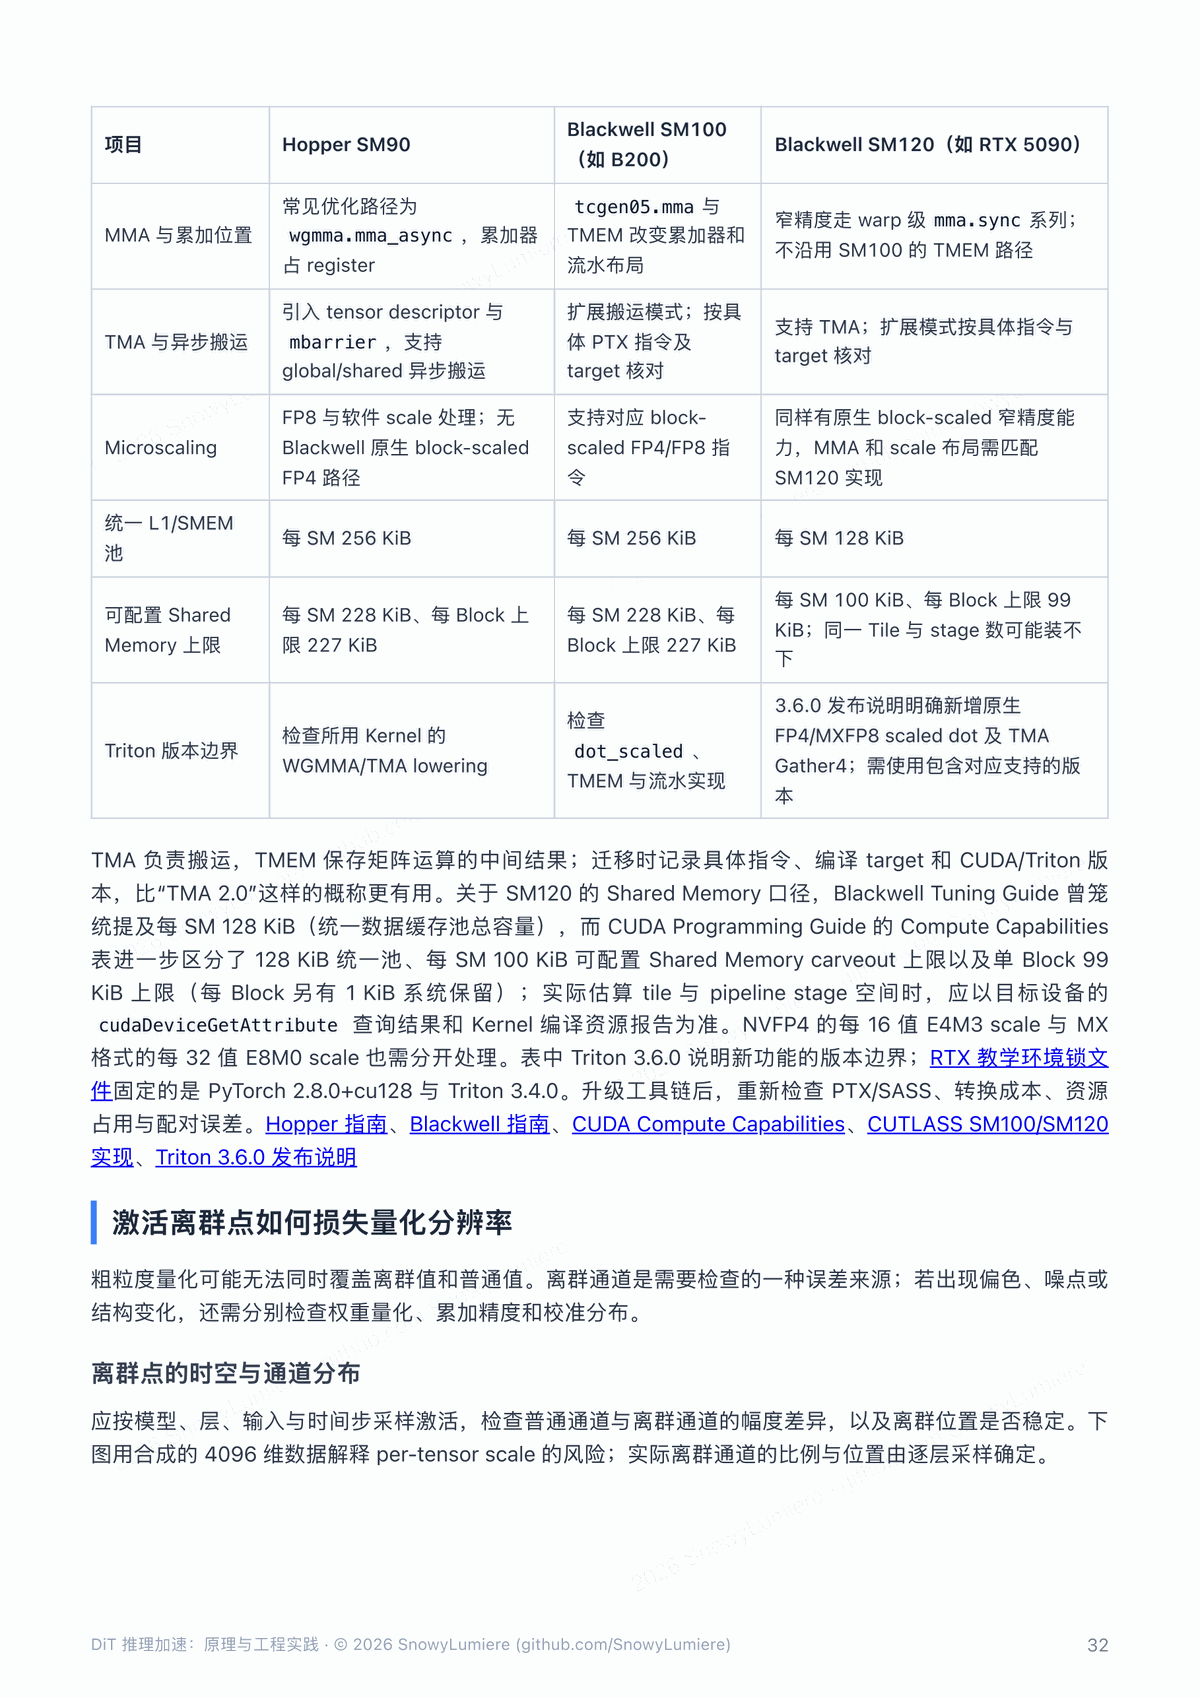 项目
Hopper SM90
Blackwell SM100
（如 B200）
Blackwell SM120（如 RTX 5090）
MMA 与累加位置
常见优化路径为
wgmma.mma_async ，累加器
占 register
tcgen05.mma 与
TMEM 改变累加器和
流水布局
窄精度走 warp 级 mma.sync 系列；
不沿用 SM100 的 TMEM 路径
TMA 与异步搬运
引入 tensor descriptor 与
mbarrier ，支持
global/shared 异步搬运
扩展搬运模式；按具
体 PTX 指令及
target 核对
支持 TMA；扩展模式按具体指令与
target 核对
Microscaling
FP8 与软件 scale 处理；无
Blackwell 原生 block-scaled
FP4 路径
支持对应 block-
scaled FP4/FP8 指
令
同样有原生 block-scaled 窄精度能
力，MMA 和 scale 布局需匹配
SM120 实现
统一 L1/SMEM
池
每 SM 256 KiB
每 SM 256 KiB
每 SM 128 KiB
可配置 Shared
Memory 上限
每 SM 228 KiB、每 Block 上
限 227 KiB
每 SM 228 KiB、每
Block 上限 227 KiB
每 SM 100 KiB、每 Block 上限 99
KiB；同一 Tile 与 stage 数可能装不
下
Triton 版本边界
检查所用 Kernel 的
WGMMA/TMA lowering
检查
dot_scaled 、
TMEM 与流水实现
3.6.0 发布说明明确新增原生
FP4/MXFP8 scaled dot 及 TMA
Gather4；需使用包含对应支持的版
本
TMA 负责搬运，TMEM 保存矩阵运算的中间结果；迁移时记录具体指令、编译 target 和 CUDA/Triton 版
本，比“TMA 2.0”这样的概称更有用。关于 SM120 的 Shared Memory 口径，Blackwell Tuning Guide 曾笼
统提及每 SM 128 KiB（统一数据缓存池总容量），而 CUDA Programming Guide 的 Compute Capabilities
表进一步区分了 128 KiB 统一池、每 SM 100 KiB 可配置 Shared Memory carveout 上限以及单 Block 99
KiB 上限（每 Block 另有 1 KiB 系统保留）；实际估算 tile 与 pipeline stage 空间时，应以目标设备的
cudaDeviceGetAttribute 查询结果和 Kernel 编译资源报告为准。NVFP4 的每 16 值 E4M3 scale 与 MX
格式的每 32 值 E8M0 scale 也需分开处理。表中 Triton 3.6.0 说明新功能的版本边界；RTX 教学环境锁文
件固定的是 PyTorch 2.8.0+cu128 与 Triton 3.4.0。升级工具链后，重新检查 PTX/SASS、转换成本、资源
占用与配对误差。Hopper 指南、Blackwell 指南、CUDA Compute Capabilities、CUTLASS SM100/SM120
实现、Triton 3.6.0 发布说明
激活离群点如何损失量化分辨率
粗粒度量化可能无法同时覆盖离群值和普通值。离群通道是需要检查的一种误差来源；若出现偏色、噪点或
结构变化，还需分别检查权重量化、累加精度和校准分布。
离群点的时空与通道分布
应按模型、层、输入与时间步采样激活，检查普通通道与离群通道的幅度差异，以及离群位置是否稳定。下
图用合成的 4096 维数据解释 per-tensor scale 的风险；实际离群通道的比例与位置由逐层采样确定。
DiT 推理加速：原理与工程实践 · © 2026 SnowyLumiere (github.com/SnowyLumiere)
32